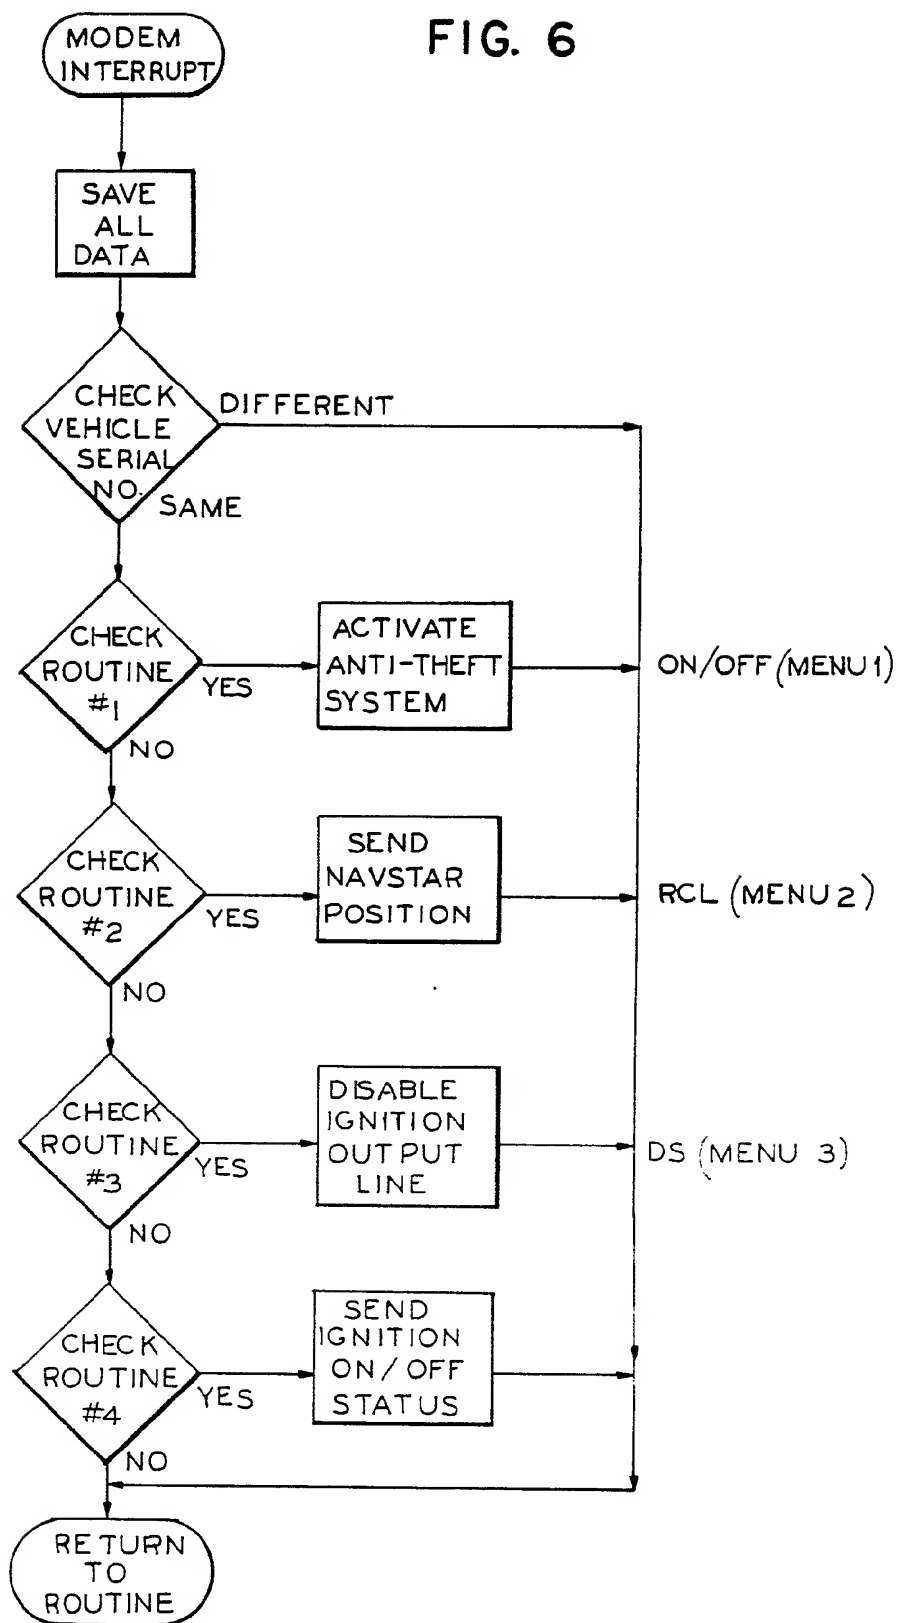 FIG. 6
MODEM
INTERRUPT
SAVE
ALL
DATA
CHECK
VEHICLE
SERIAL
NO.
DIFFERENT
SAME
CHECK
ROUTINE
#1
YES
ACTIVATE
ANTI-THEFT
SYSTEM
ON/OFF (MENU 1)
NO
CHECK
ROUTINE
#2
YES
SEND
NAVSTAR
POSITION
RCL (MENU 2)
NO
CHECK
ROUTINE
#3
YES
DISABLE
IGNITION
OUTPUT
LINE
DS (MENU 3)
NO
CHECK
ROUTINE
#4
YES
SEND
IGNITION
ON/OFF
STATUS
NO
RETURN
TO
ROUTINE